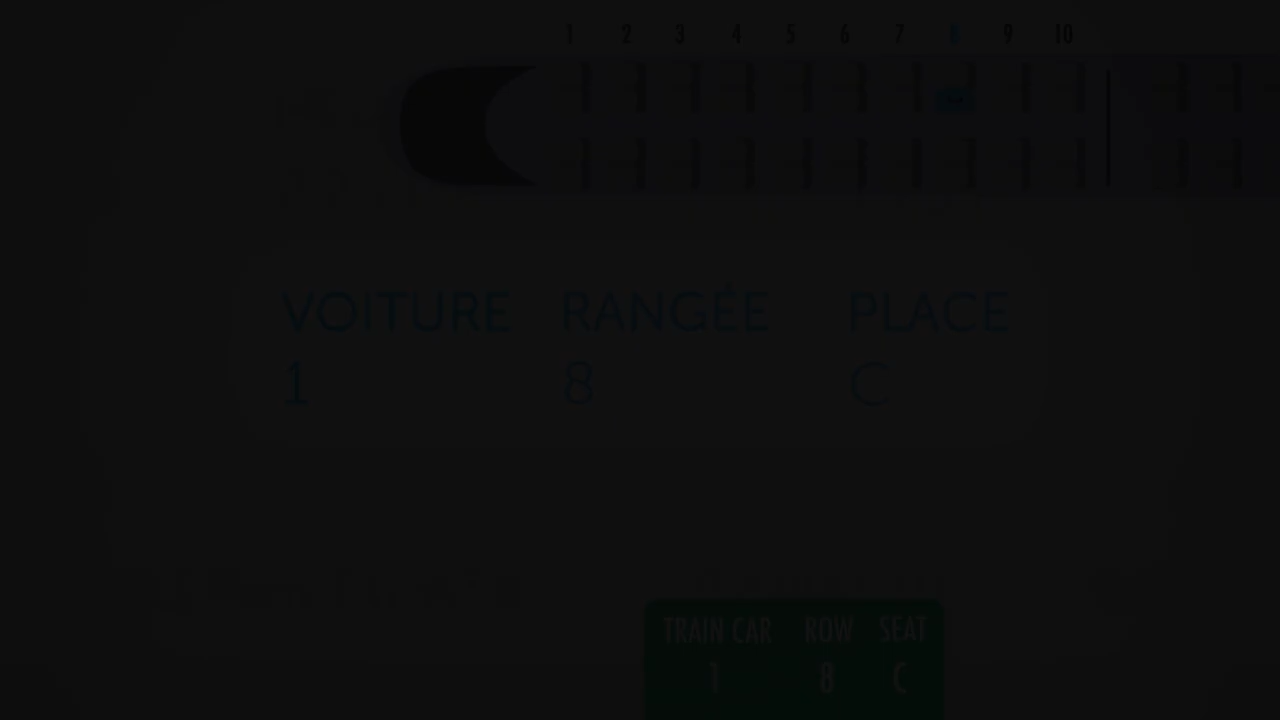 1 2 3 4 5 6 7 8 9 10
VOITURE RANGÉE PLACE
1 8 C
TRAIN CAR ROW SEAT
1 8 C